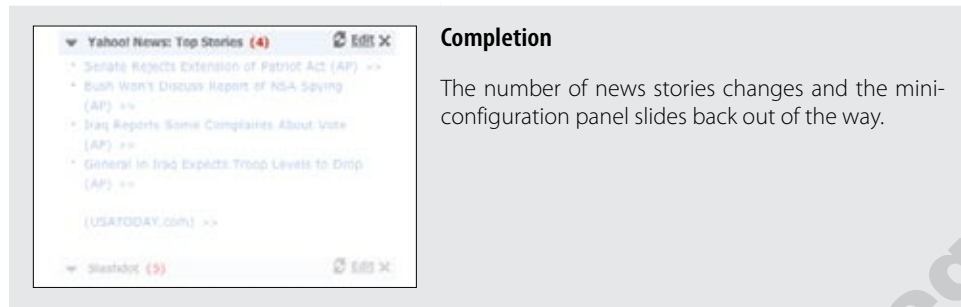 Yahoo! News: Top Stories (4) Edit
Senate Rejects Extension of Patriot Act (AP) >>
Bush Won't Discuss Report of NSA Spying
(AP) >>
Iraq Reports Some Complaints About Vote
(AP) >>
General in Iraq Expects Troop Levels to Drop
(AP) >>
(USATODAY.com) >>
Slashdot (5) Edit
Completion
The number of news stories changes and the mini-
configuration panel slides back out of the way.